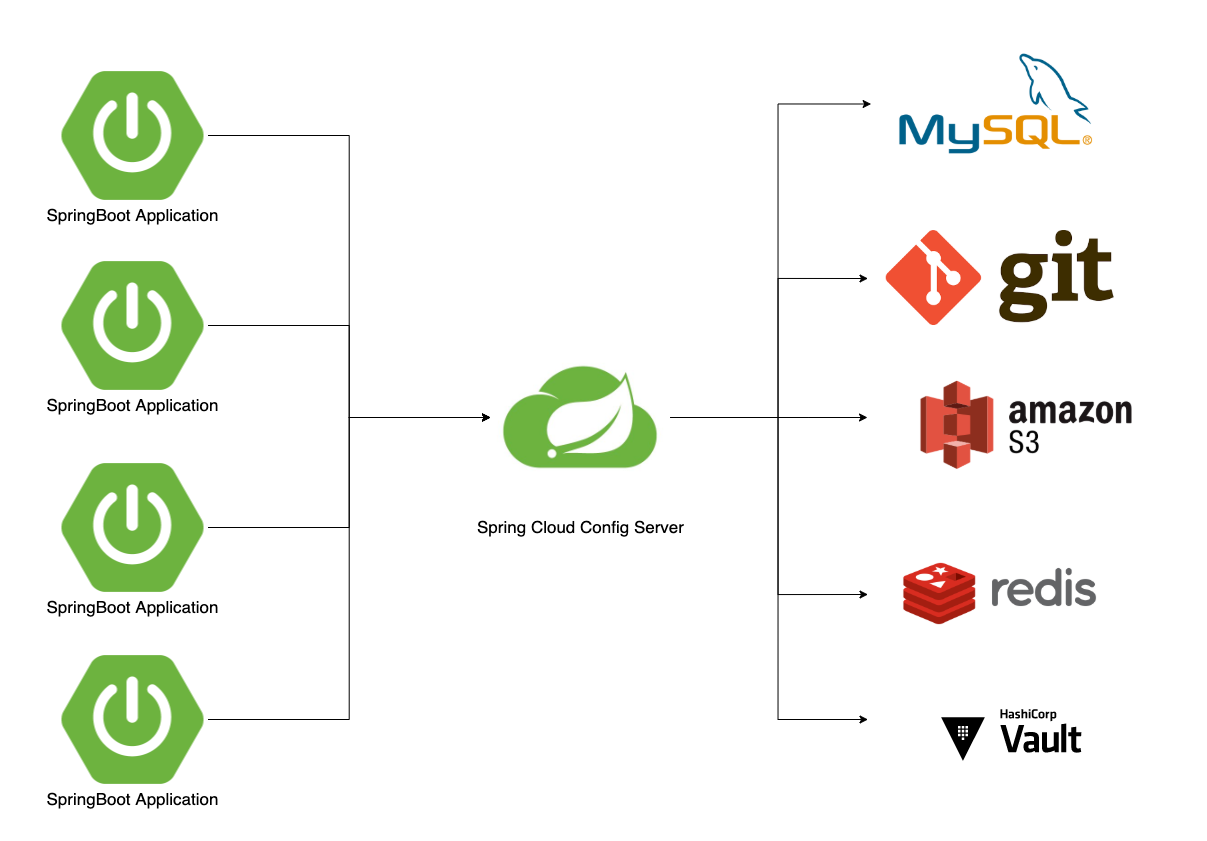 SpringBoot Application
SpringBoot Application
SpringBoot Application
SpringBoot Application
Spring Cloud Config Server
MySQL®
git
amazon
S3
redis
HashiCorp
Vault